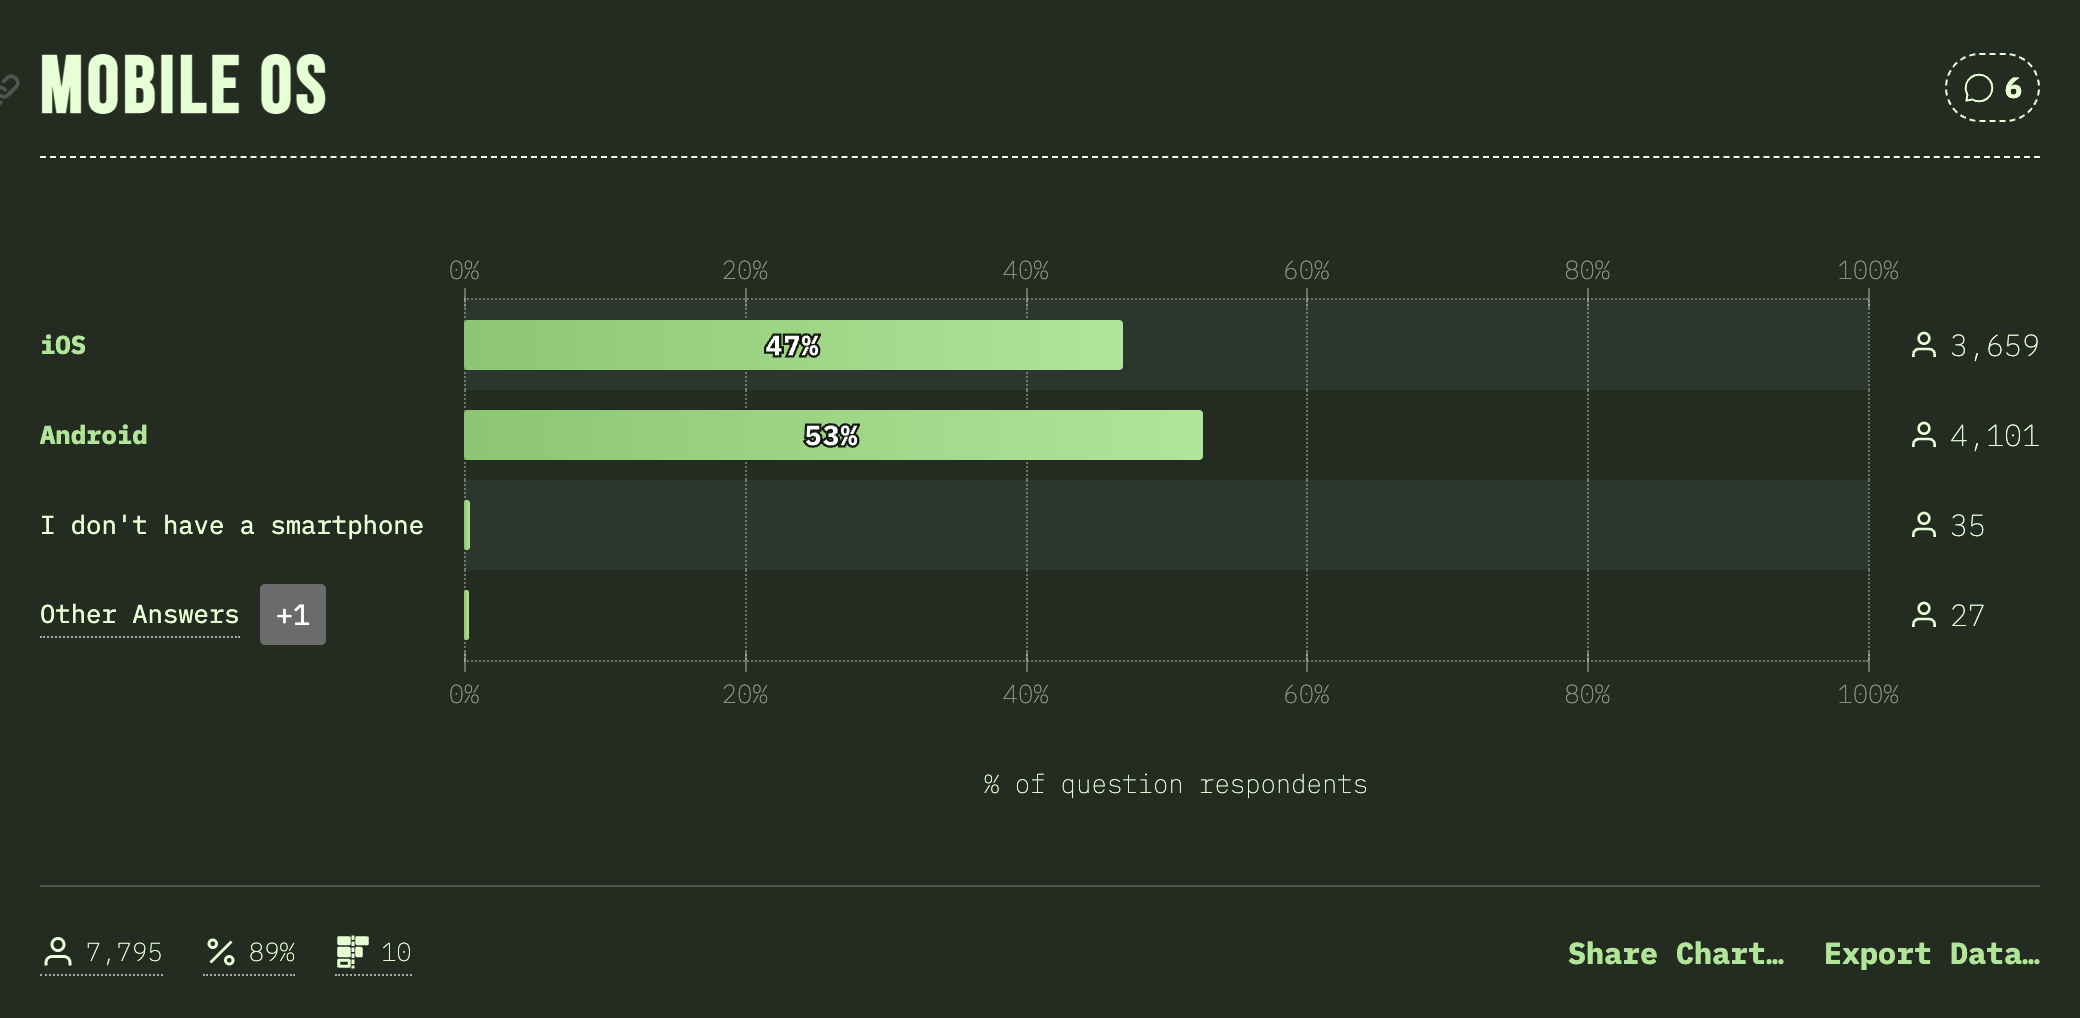 MOBILE OS
6
0% 20% 40% 60% 80% 100%
iOS 47% 3,659
Android 53% 4,101
I don't have a smartphone 35
Other Answers +1 27
0% 20% 40% 60% 80% 100%
% of question respondents
7,795 89% 10 Share Chart… Export Data…